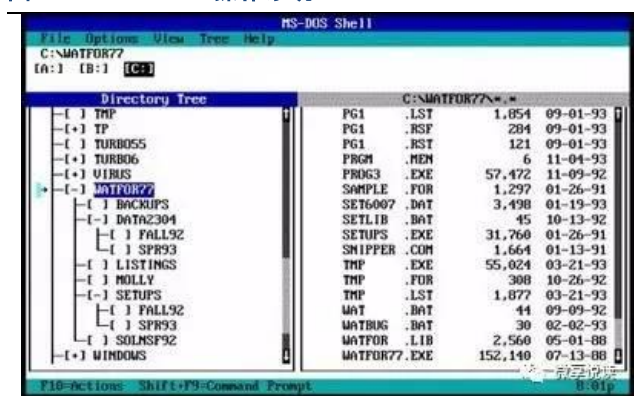 MS-DOS Shell
File Options View Tree Help
C:\WATFOR77
[A:] [B:] [C:]
Directory Tree
C:\WATFOR77\*.*
[ ] TMP
[+] TP
[ ] TURBO55
[+] TURBO6
[+] VIRUS
[-] WATFOR77
[ ] BACKUPS
[-] DATA2304
[ ] FALL92
[ ] SPR93
[ ] LISTINGS
[ ] MOLLY
[-] SETUPS
[ ] FALL92
[ ] SPR93
[ ] SOLNSF92
[+] WINDOWS
PG1 .LST 1,854 09-01-93
PG1 .RSF 284 09-01-93
PG1 .RST 121 09-01-93
PRGM .MEN 6 11-04-93
PROG3 .EXE 57,472 11-09-92
SAMPLE .FOR 1,297 01-26-91
SET6007 .DAT 3,498 01-19-93
SETLIB .BAT 45 10-13-92
SETUPS .EXE 31,760 01-26-91
SNIPPER .COM 1,664 01-13-91
TMP .EXE 55,024 03-21-93
TMP .FOR 308 10-26-92
TMP .LST 1,877 03-21-93
WAT .BAT 44 09-09-92
WATBUG .BAT 30 02-02-93
WATFOR .LIB 2,560 05-01-88
WATFOR77.EXE 152,140 07-13-88
F10=Actions Shift+F9=Command Prompt
8:01p